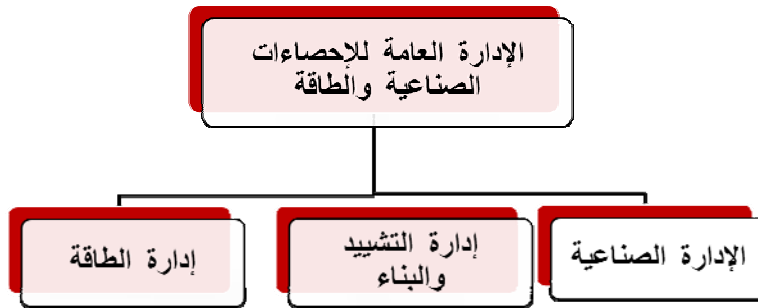 الإدارة العامة للإحصاءات
الصناعية والطاقة
الإدارة الصناعية
إدارة التشييد
والبناء
إدارة الطاقة